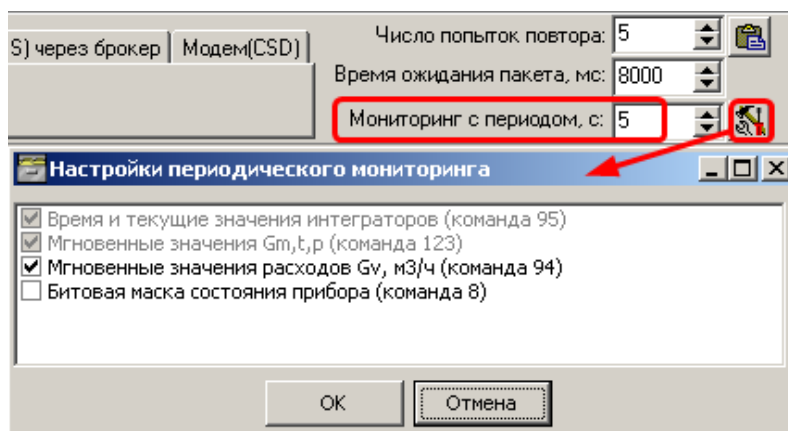 Число попыток повтора: 5
S) через брокер Модем(CSD)
Время ожидания пакета, мс: 8000
Мониторинг с периодом, с: 5
Настройки периодического мониторинга
Время и текущие значения интеграторов (команда 95)
Мгновенные значения Gm,t,p (команда 123)
Мгновенные значения расходов Gv, м3/ч (команда 94)
Битовая маска состояния прибора (команда 8)
ОК Отмена